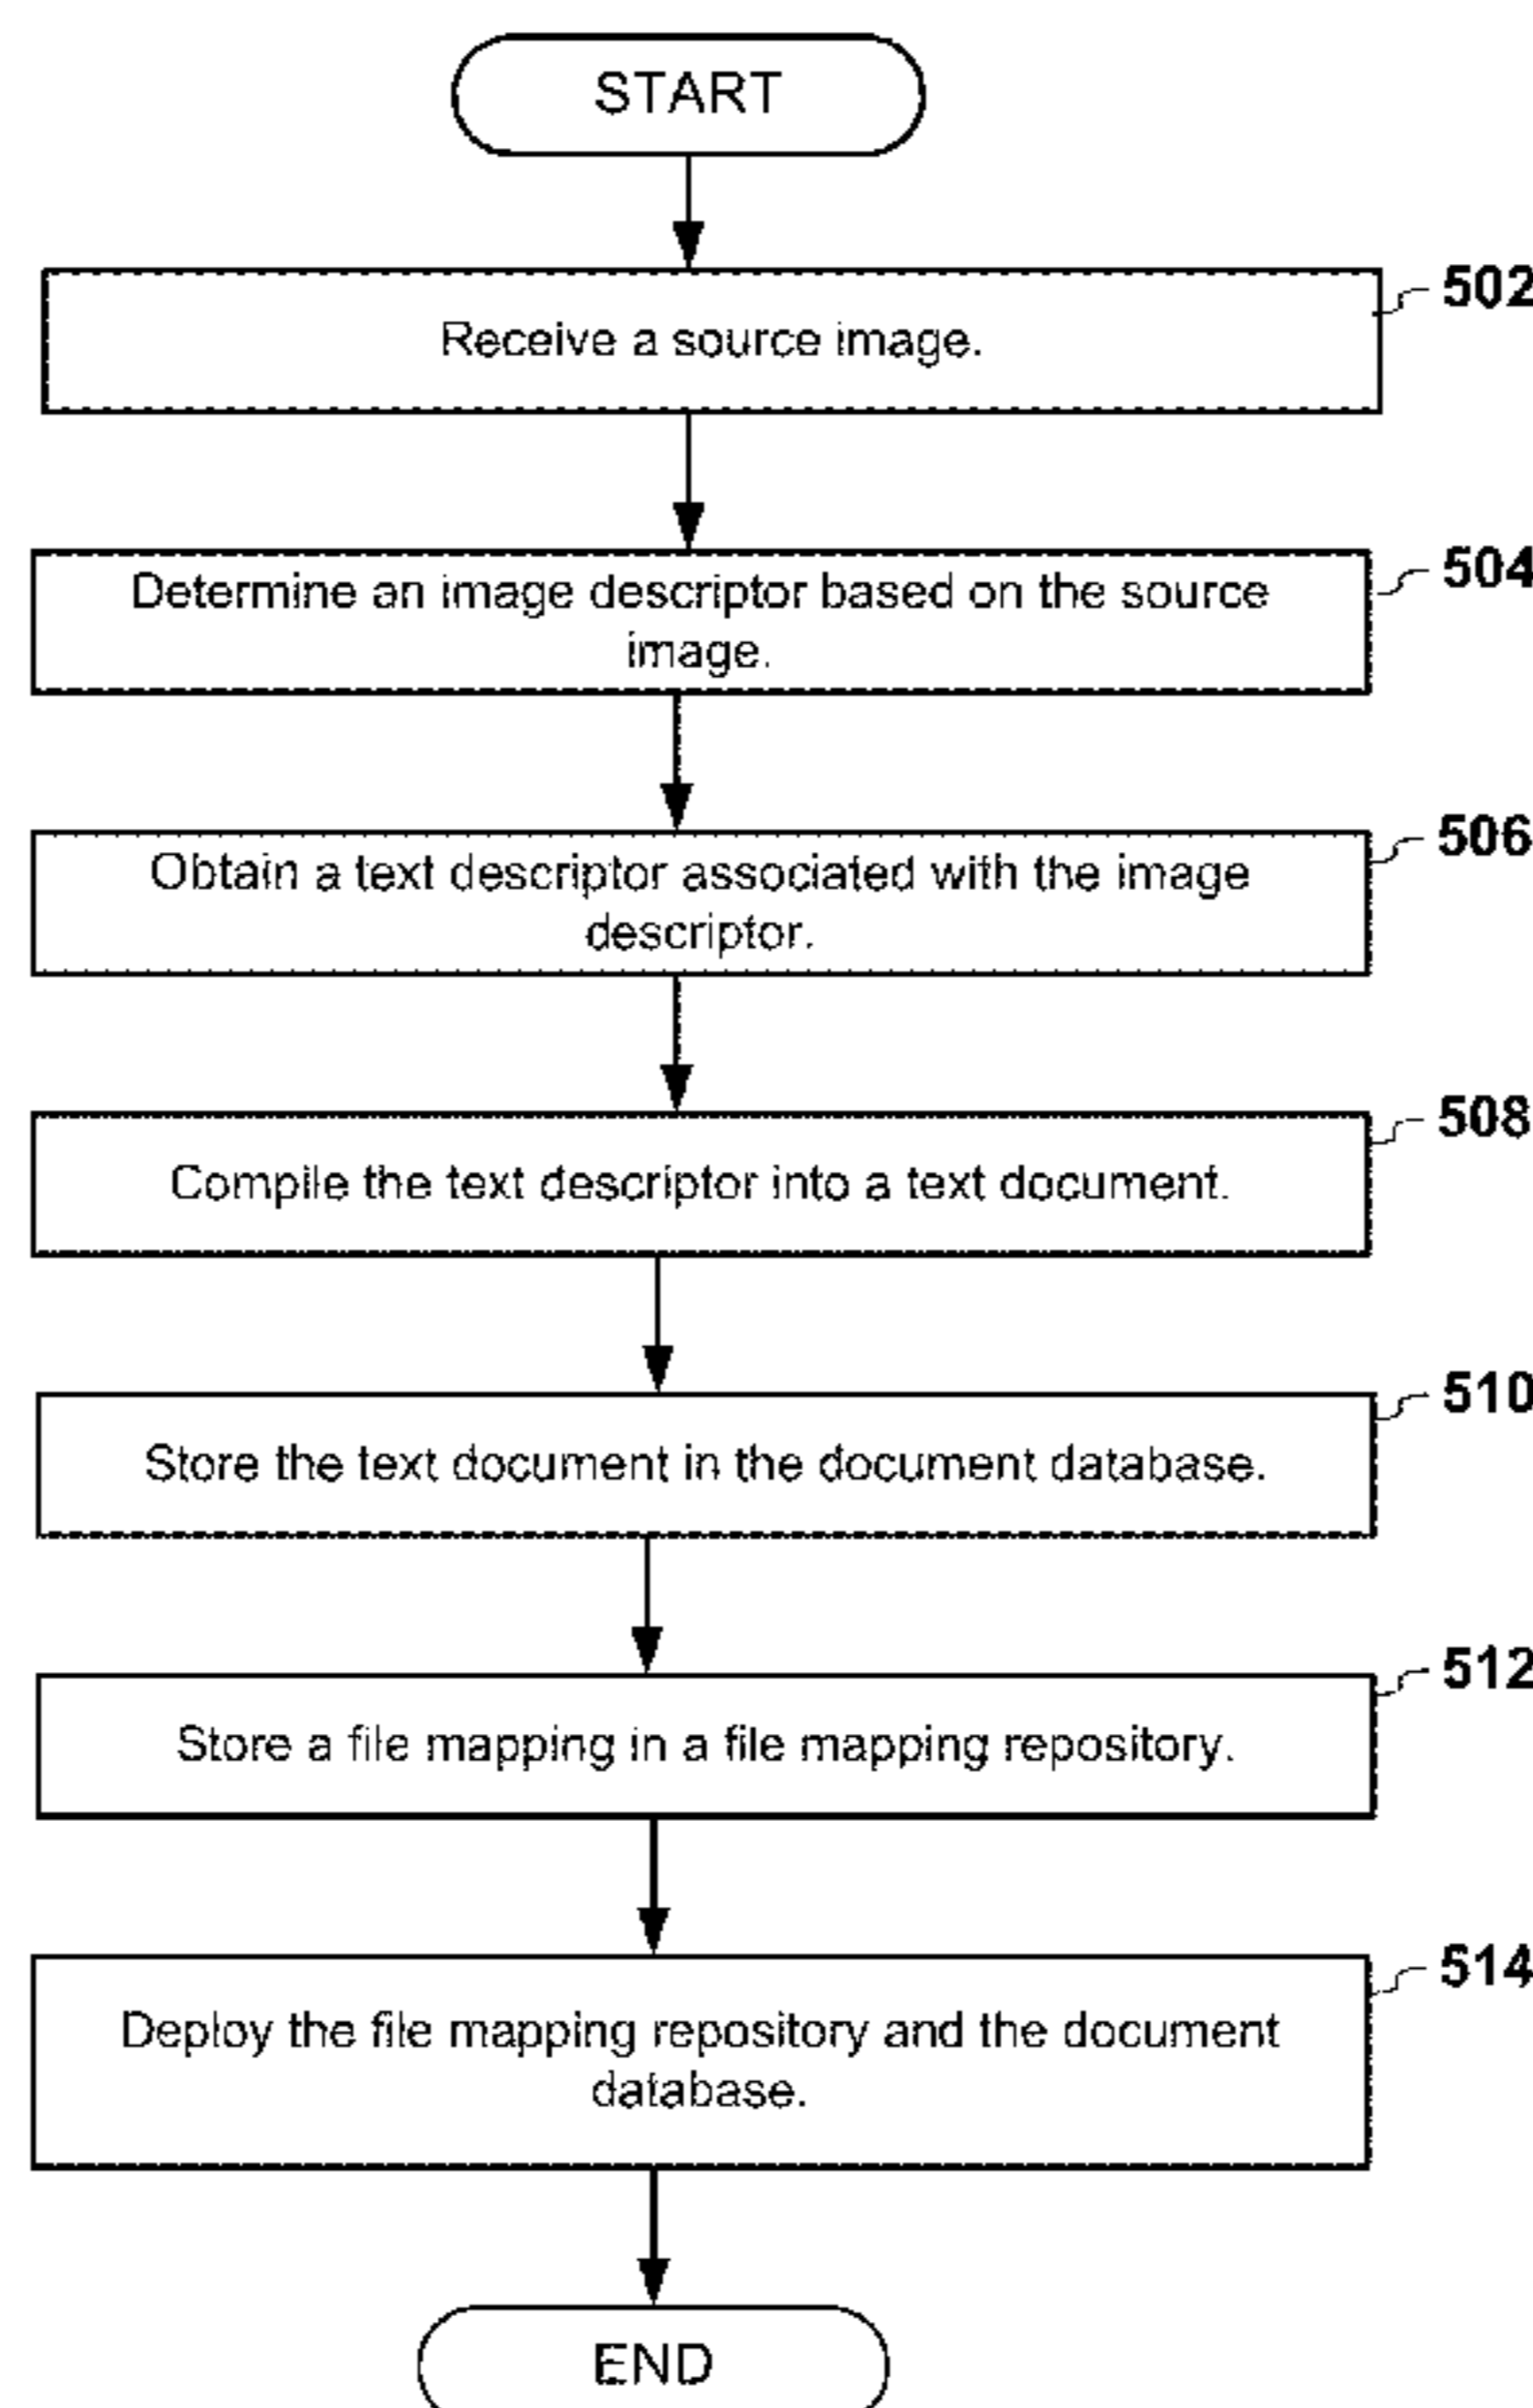 START
502
Receive a source image.
504
Determine an image descriptor based on the source
image.
506
Obtain a text descriptor associated with the image
descriptor.
508
Compile the text descriptor into a text document.
510
Store the text document in the document database.
512
Store a file mapping in a file mapping repository.
514
Deploy the file mapping repository and the document
database.
END